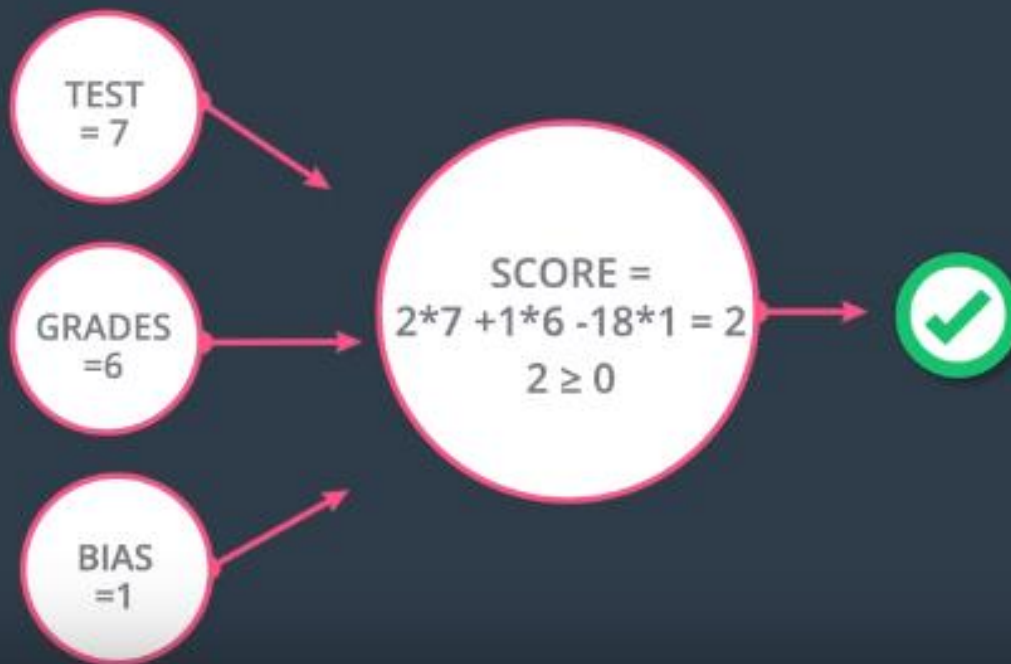 TEST
= 7
GRADES
=6
BIAS
=1
SCORE =
2*7 +1*6 -18*1 = 2
2 ≥ 0